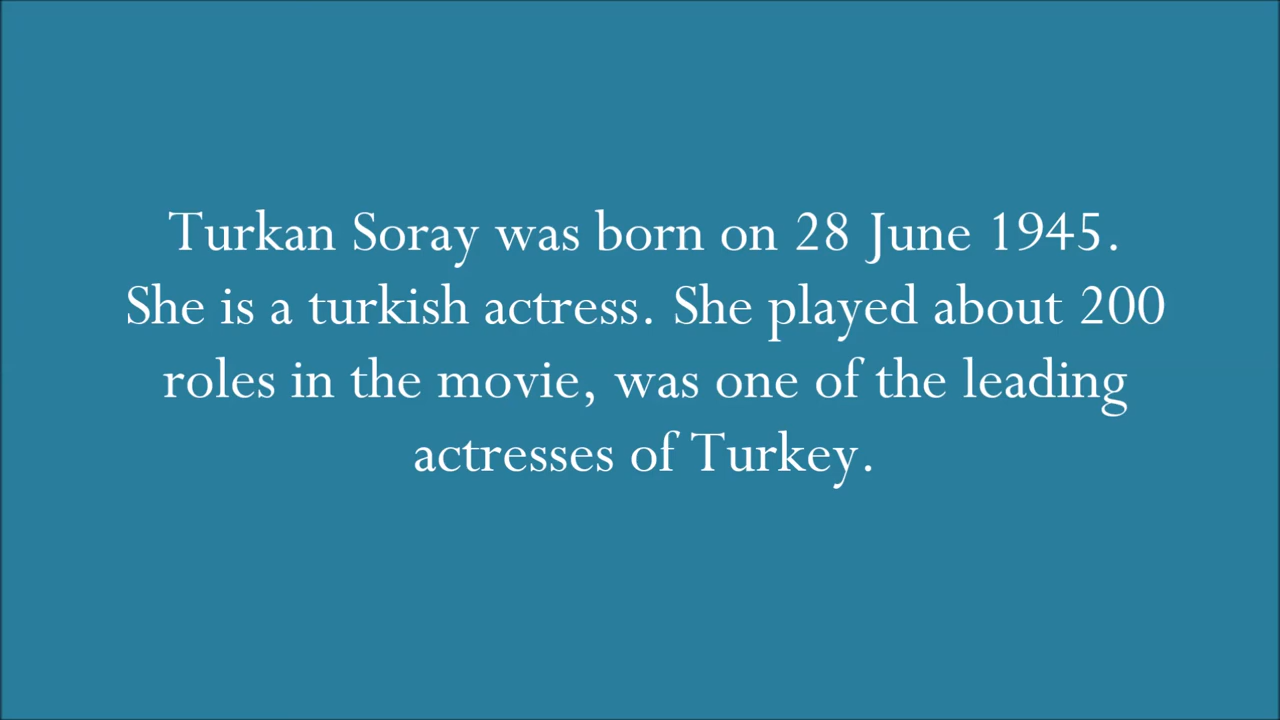 Turkan Soray was born on 28 June 1945.
She is a turkish actress. She played about 200
roles in the movie, was one of the leading
actresses of Turkey.